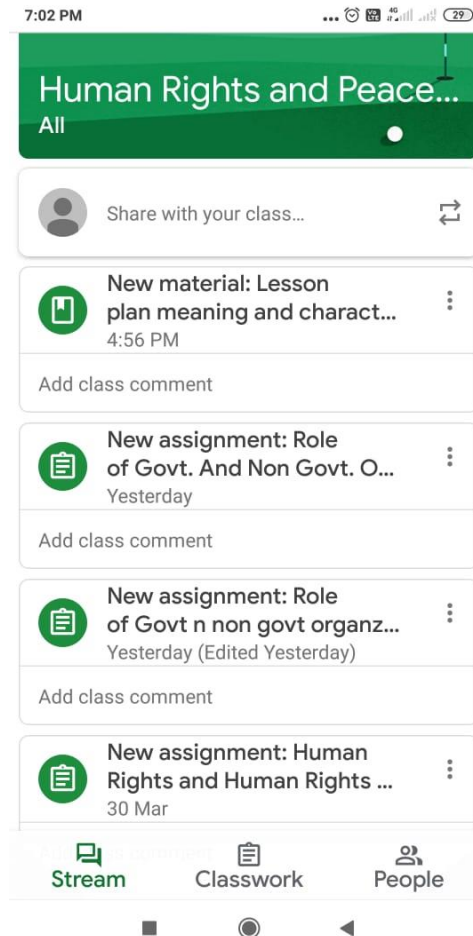 7:02 PM
4G
29
Human Rights and Peace...
All
Share with your class...
New material: Lesson
plan meaning and charact...
4:56 PM
Add class comment
New assignment: Role
of Govt. And Non Govt. O...
Yesterday
Add class comment
New assignment: Role
of Govt n non govt organz...
Yesterday (Edited Yesterday)
Add class comment
New assignment: Human
Rights and Human Rights ...
30 Mar
Stream Classwork People